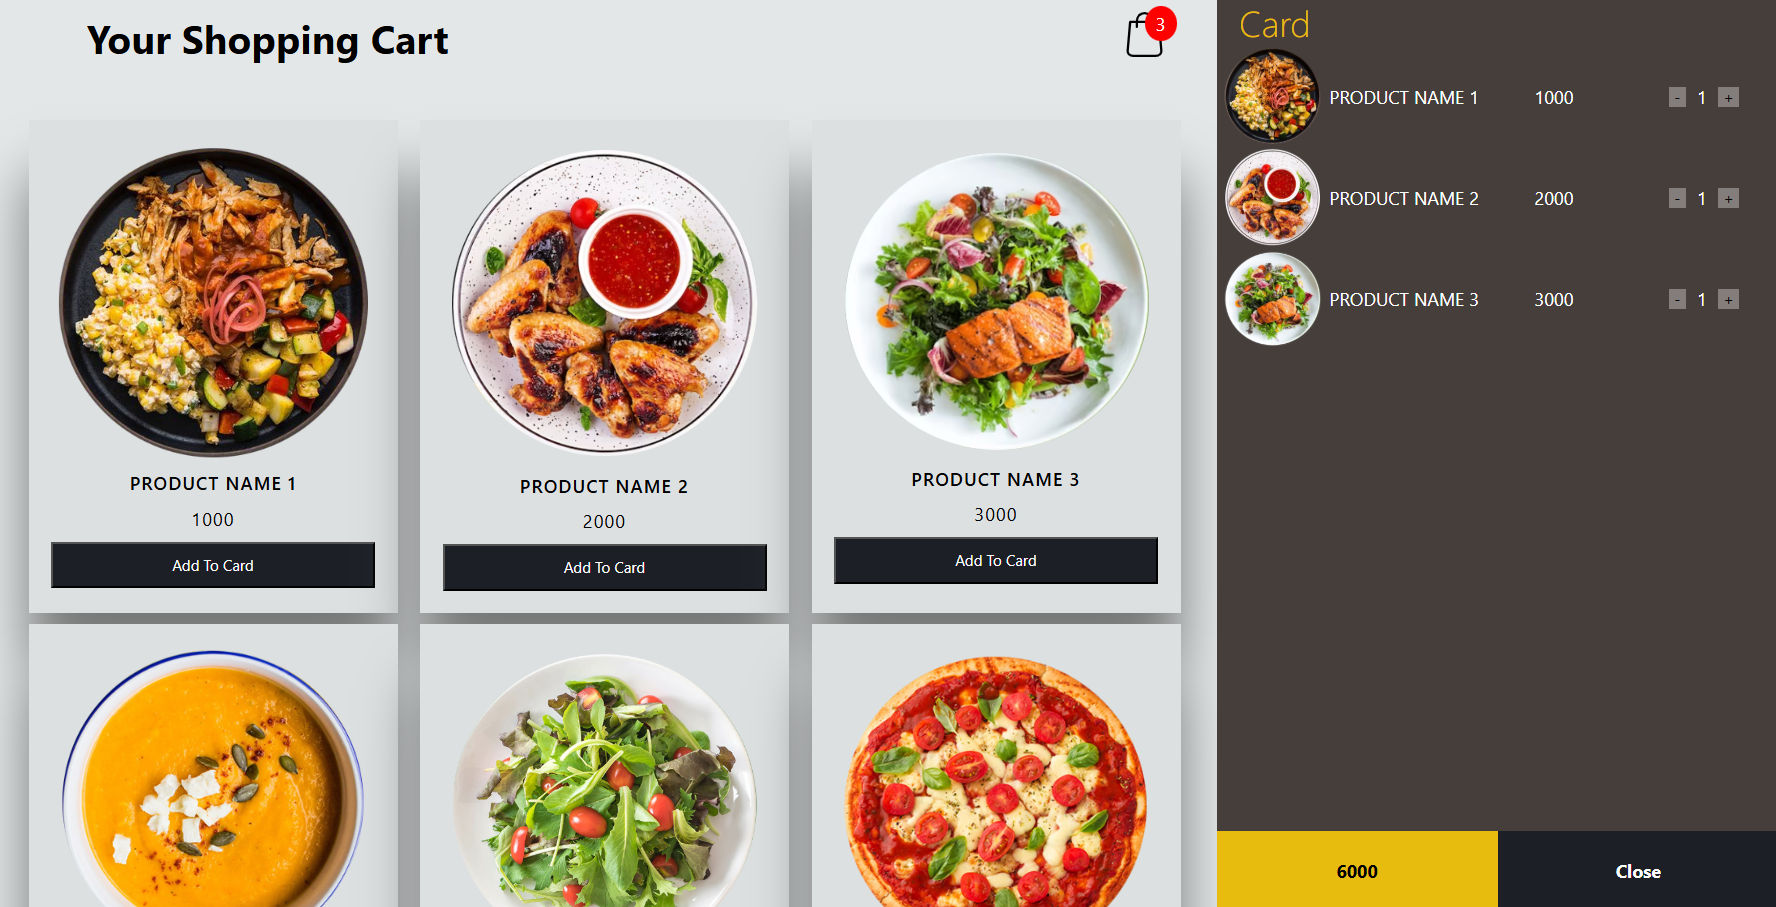 Your Shopping Cart
3
PRODUCT NAME 1
1000
Add To Card
PRODUCT NAME 2
2000
Add To Card
PRODUCT NAME 3
3000
Add To Card
Card
PRODUCT NAME 1 1000 - 1 +
PRODUCT NAME 2 2000 - 1 +
PRODUCT NAME 3 3000 - 1 +
6000 Close